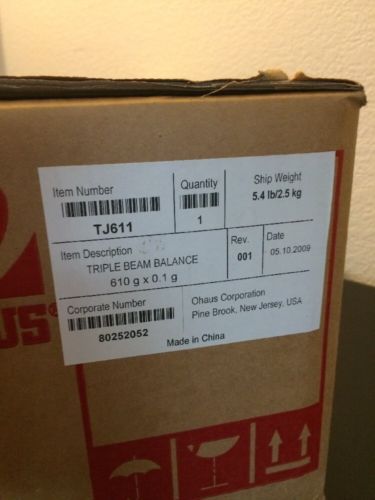 Item Number
TJ611
Quantity
1
Ship Weight
5.4 lb/2.5 kg
Item Description
TRIPLE BEAM BALANCE
610 g x 0.1 g
Rev.
001
Date
05.10.2009
Corporate Number
80252052
Ohaus Corporation
Pine Brook, New Jersey, USA
Made in China
US®